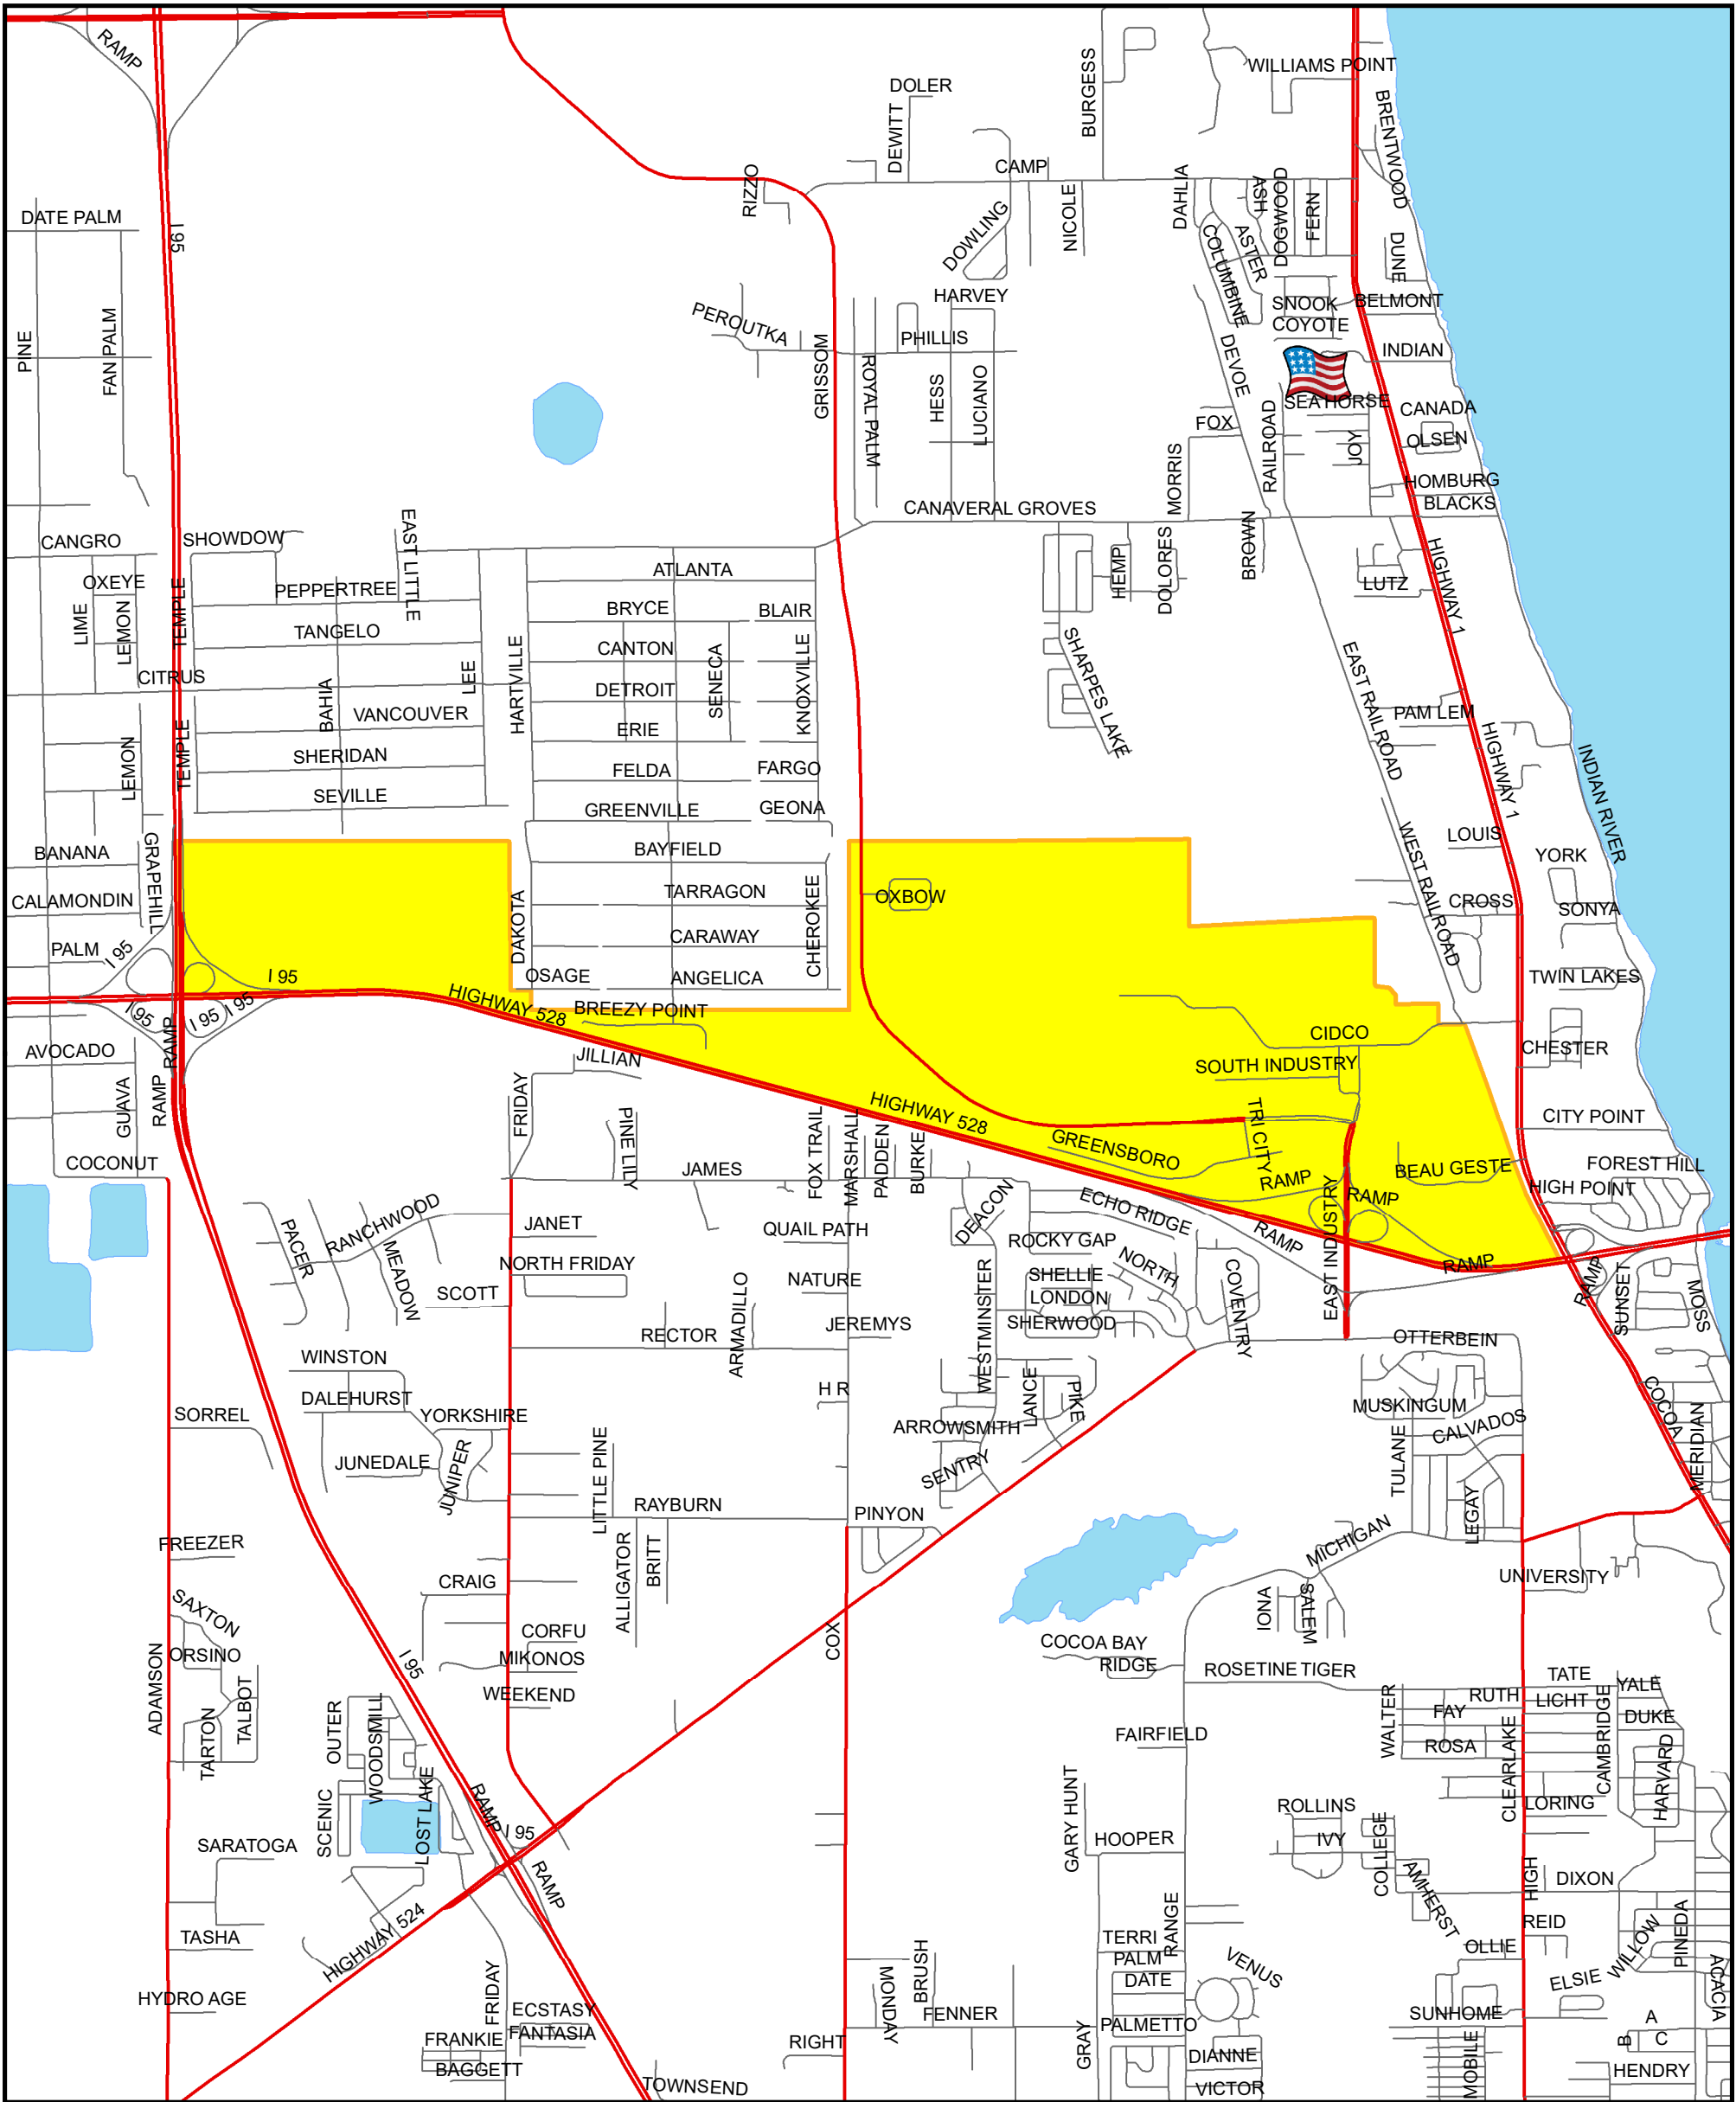 RAMP
DOLER
BURGESS
WILLIAMS POINT
BRENTWOOD
DEWITT
CAMP
RIZZO
NICOLE
DAHLIA
ASH
DOGWOOD
FERN
DATE PALM
I 95
DOWLING
COLUMBINE
ASTER
DUNE
HARVEY
SNOOK
BELMONT
PEROUTKA
PHILLIS
COYOTE
INDIAN
PINE
FAN PALM
GRISSOM
ROYAL PALM
HESS
LUCIANO
DEVOE
SEA HORSE
CANADA
FOX
RAILROAD
JOY
OLSEN
MORRIS
HOMBURG
BLACKS
CANAVERAL GROVES
CANGRO
SHOWDOW
EAST LITTLE
BROWN
HIGHWAY 1
OXEYE
PEPPERTREE
ATLANTA
HEMP
DOLORES
LUTZ
LIME
LEMON
TEMPLE
TANGELO
BRYCE
BLAIR
CANTON
SHARPES LAKE
EAST RAILROAD
CITRUS
LEE
HARTVILLE
DETROIT
SENECA
KNOXVILLE
BAHIA
VANCOUVER
ERIE
PAM LEM
HIGHWAY 1
LEMON
TEMPLE
SHERIDAN
FELDA
FARGO
INDIAN RIVER
SEVILLE
GREENVILLE
GEONA
BANANA
GRAPEHILL
BAYFIELD
WEST RAILROAD
LOUIS
YORK
CALAMONDIN
TARRAGON
CHEROKEE
OXBOW
CROSS
SONYA
DAKOTA
CARAWAY
PALM
I 95
I 95
OSAGE
ANGELICA
TWIN LAKES
HIGHWAY 528
BREEZY POINT
I 95
I 95
I 95
RAMP
CIDCO
AVOCADO
JILLIAN
SOUTH INDUSTRY
CHESTER
GUAVA
RAMP
FRIDAY
PINE LILY
HIGHWAY 528
TRI CITY
CITY POINT
FOX TRAIL
MARSHALL
PADDEN
BURKE
GREENSBORO
COCONUT
JAMES
RAMP
RAMP
BEAU GESTE
FOREST HILL
HIGH POINT
PACER
RANCHWOOD
MEADOW
JANET
QUAIL PATH
DEACON
ECHO RIDGE
RAMP
EAST INDUSTRY
ROCKY GAP
NORTH
NORTH FRIDAY
NATURE
SHELLIE
COVENTRY
RAMP
RAMP
SUNSET
MOSS
SCOTT
ARMADILLO
LONDON
RECTOR
JEREMYS
WESTMINSTER
SHERWOOD
OTTERBEIN
WINSTON
DALEHURST
H R
LANCE
PIKE
MUSKINGUM
COCOA
MERIDIAN
SORREL
YORKSHIRE
ARROWSMITH
CALVADOS
TULANE
JUNEDALE
JUNIPER
LITTLE PINE
SENTRY
LEGAY
RAYBURN
PINYON
FREEZER
ALLIGATOR
BRITT
MICHIGAN
UNIVERSITY
CRAIG
SAXTON
IONA
SALEM
ADAMSON
ORSINO
I 95
CORFU
MIKONOS
COX
COCOA BAY
RIDGE
ROSETINE TIGER
TATE
YALE
TALBOT
TARTON
WEEKEND
WALTER
RUTH
LICHT
CAMBRIDGE
FAY
DUKE
OUTER
WOODSMILL
FAIRFIELD
ROSA
CLEARLAKE
HARVARD
SCENIC
LOST LAKE
RAMP
I 95
GARY HUNT
ROLLINS
LORING
SARATOGA
HOOPER
IVY
COLLEGE
RAMP
AMHERST
HIGH
DIXON
HIGHWAY 524
RANGE
REID
PINEDA
TASHA
TERRI
OLLIE
WILLOW
PALM
VENUS
DATE
ELSIE
ACACIA
HYDRO AGE
FRIDAY
ECSTASY
MONDAY
BRUSH
FENNER
SUNHOME
A
FRANKIE
FANTASIA
RIGHT
GRAY
PALMETTO
B
C
BAGGETT
DIANNE
MOBILE
HENDRY
TOWNSEND
VICTOR